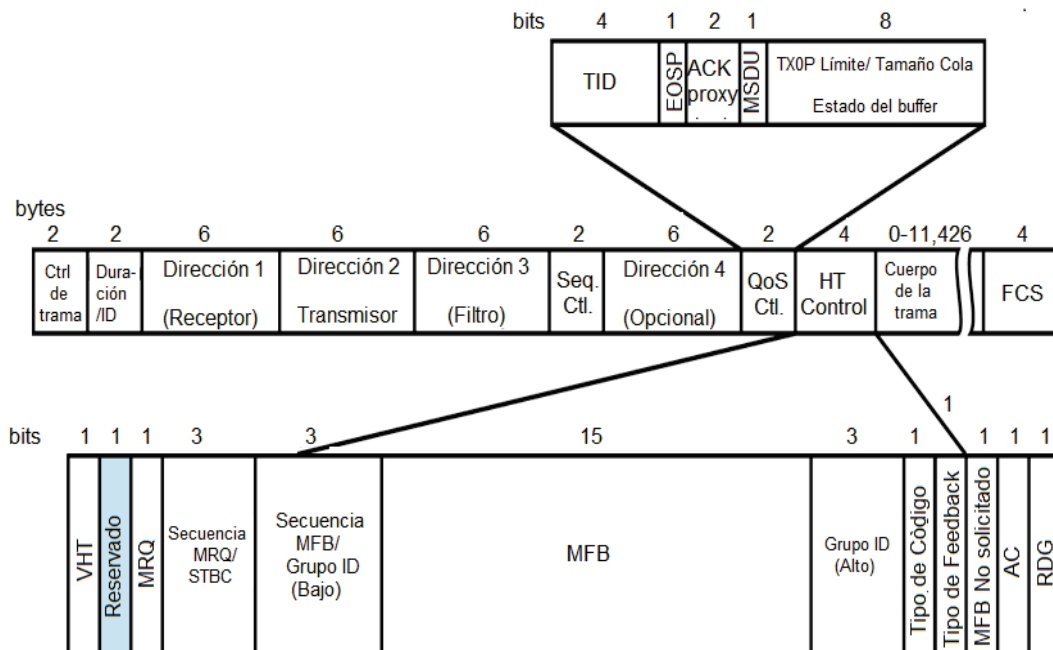 bits 4 1 2 1 8
TID
EOSP
ACK
proxy
MSDU
TX0P Límite/ Tamaño Cola
Estado del buffer
bytes
2 2 6 6 6 2 6 2 4 0-11,426 4
Ctrl
de
trama
Dura-
ción
/ID
Dirección 1
(Receptor)
Dirección 2
Transmisor
Dirección 3
(Filtro)
Seq.
Ctl.
Dirección 4
(Opcional)
QoS
Ctl.
HT
Control
Cuerpo
de la
trama
FCS
1
bits 1 1 1 3 3 15 3 1 1 1 1
VHT
Reservado
MRQ
Secuencia
MRQ/
STBC
Secuencia
MFB/
Grupo ID
(Bajo)
MFB
Grupo ID
(Alto)
Tipo de Código
Tipo de Feedback
MFB No solicitado
AC
RDG